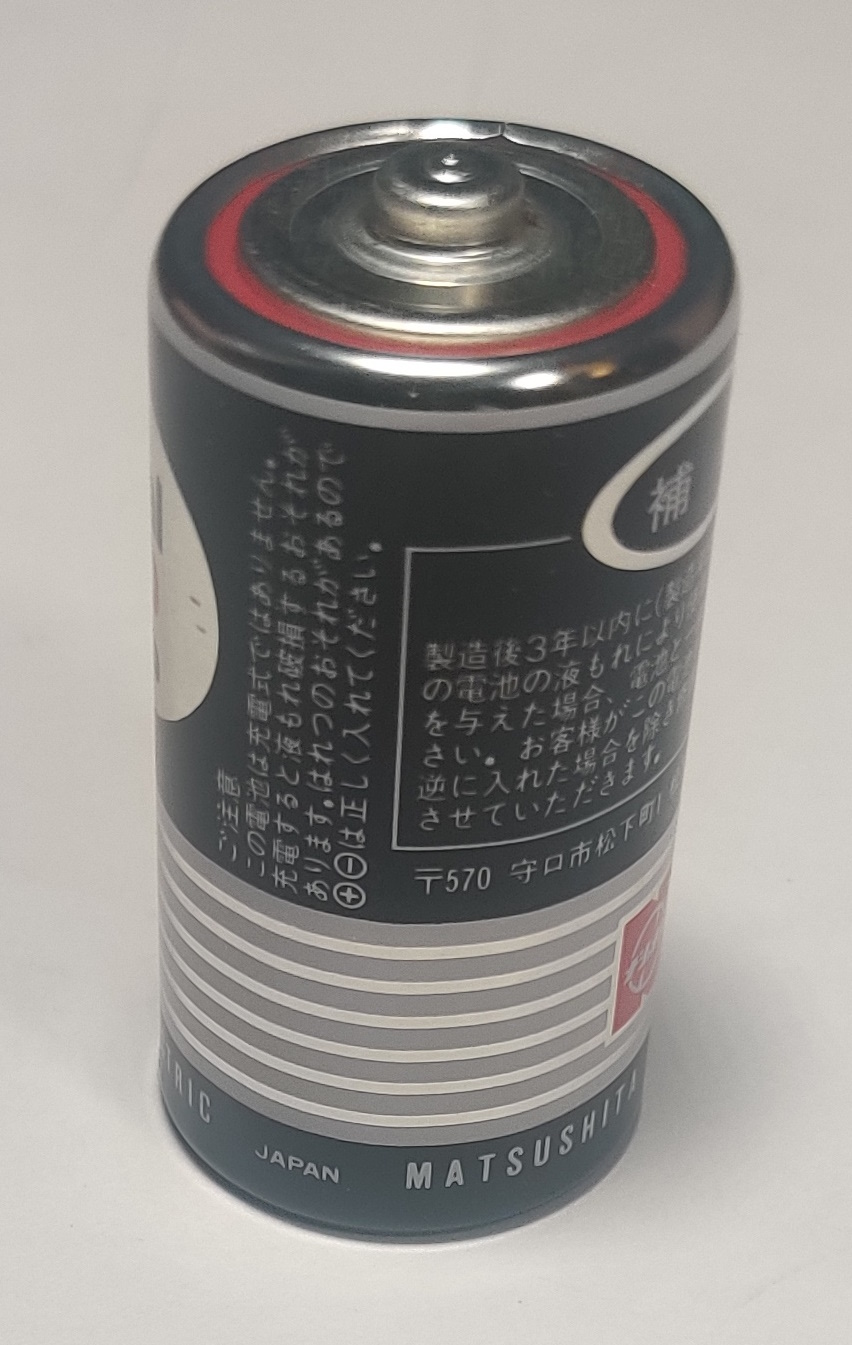 ご注意
この電池は充電式ではありません。
充電すると液もれ破損するおそれが
あります。はれつのおそれがあるので
⊕⊖は正しく入れてください。
補
製造後3年以内に(製造
の電池の液もれにより
を与えた場合、電池と
さい。お客様がこの電
逆に入れた場合を除き
させていただきます。
〒570 守口市松下町1
TRIC
JAPAN
MATSUSHITA